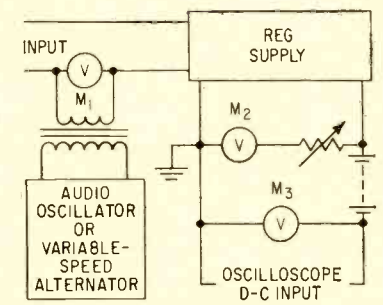 INPUT
V
M1
REG
SUPPLY
M2
V
M3
V
AUDIO
OSCILLATOR
OR
VARIABLE-
SPEED
ALTERNATOR
OSCILLOSCOPE
D-C INPUT